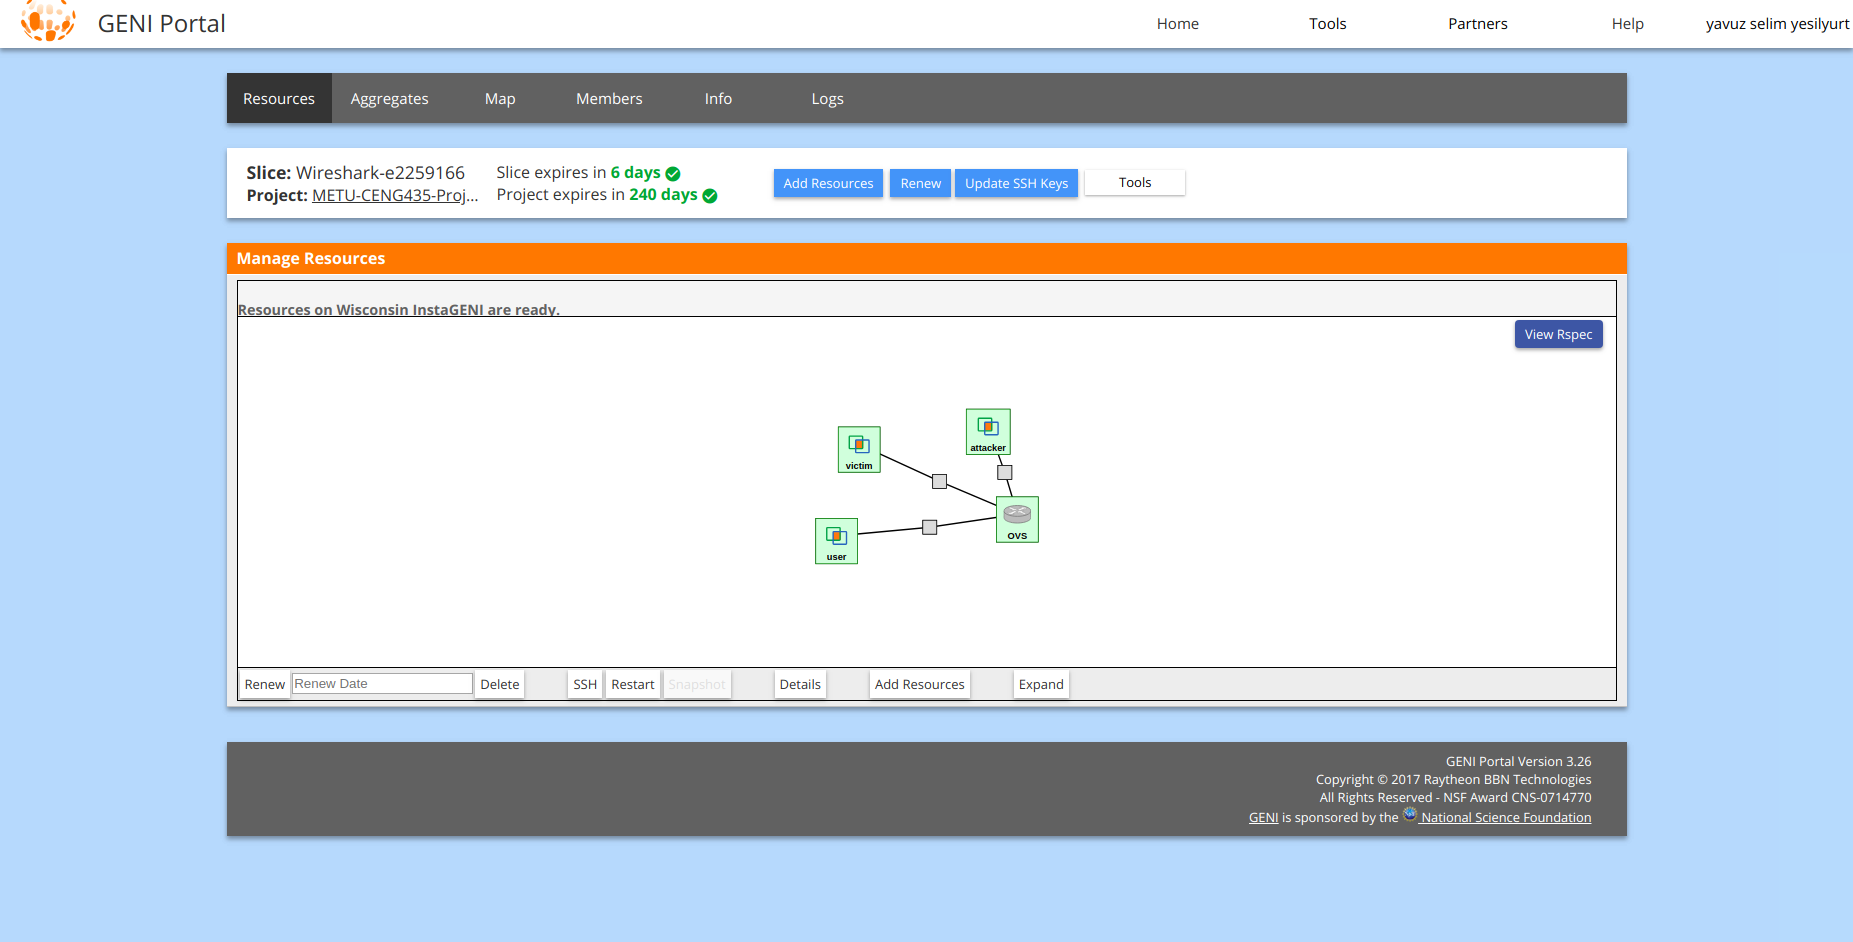 GENI Portal
Home Tools Partners Help yavuz selim yesilyurt
Resources Aggregates Map Members Info Logs
Slice: Wireshark-e2259166 Slice expires in 6 days
Project: METU-CENG435-Proj... Project expires in 240 days
Add Resources Renew Update SSH Keys Tools
Manage Resources
Resources on Wisconsin InstaGENI are ready.
View Rspec
attacker
victim
OVS
user
Renew Renew Date Delete SSH Restart Snapshot Details Add Resources Expand
GENI Portal Version 3.26
Copyright © 2017 Raytheon BBN Technologies
All Rights Reserved - NSF Award CNS-0714770
GENI is sponsored by the National Science Foundation